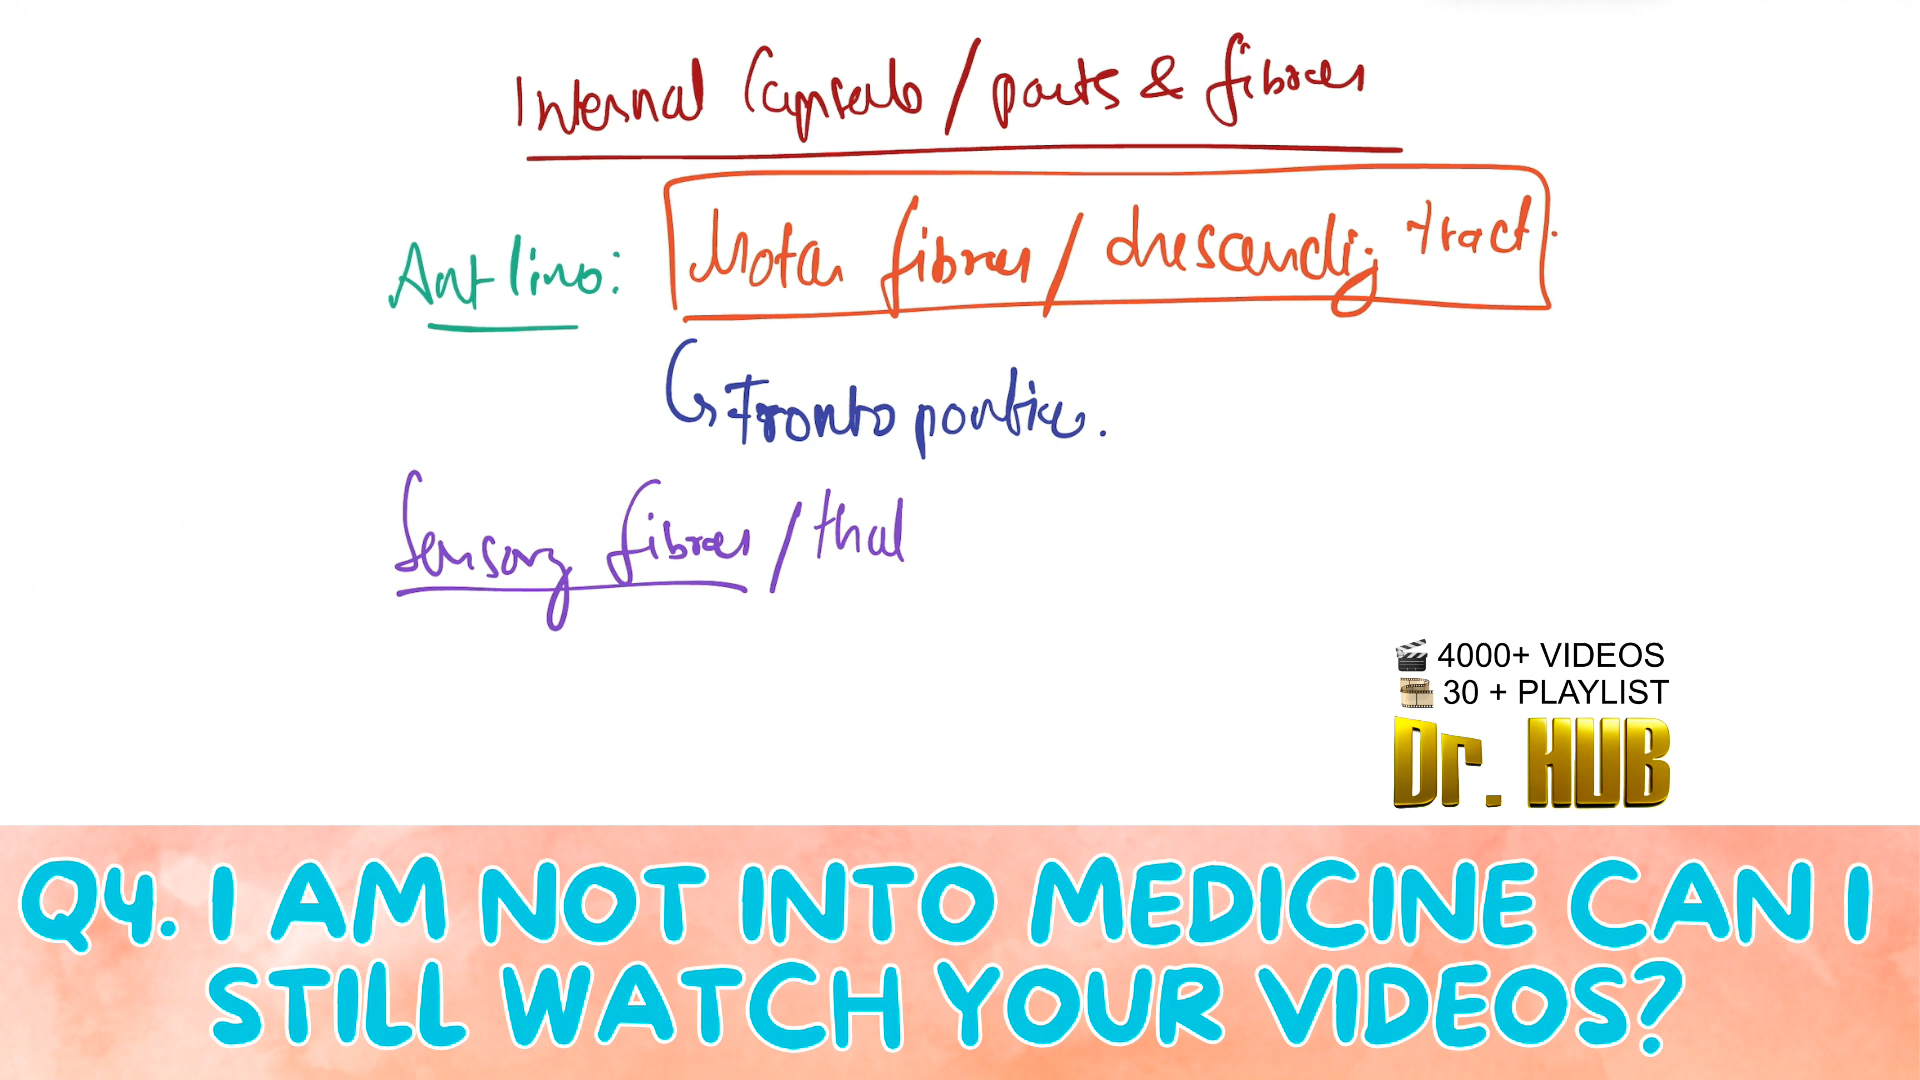 Internal Capsule / parts & fibres
Ant limb: Motor fibres / descending tract.
Fronto pontine.
Sensory fibres / thal
🎬 4000+ VIDEOS
🎞 30 + PLAYLIST
Dr. HUB
Q4. I AM NOT INTO MEDICINE CAN I
STILL WATCH YOUR VIDEOS?